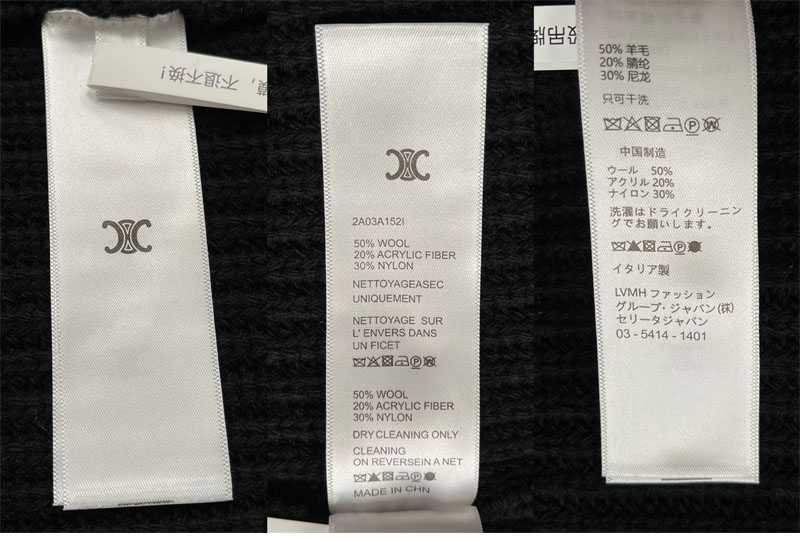 不退不换！
2A03A152I
50% WOOL
20% ACRYLIC FIBER
30% NYLON
NETTOYAGEASEC
UNIQUEMENT
NETTOYAGE SUR
L' ENVERS DANS
UN FICET
50% WOOL
20% ACRYLIC FIBER
30% NYLON
DRY CLEANING ONLY
CLEANING
ON REVERSEIN A NET
MADE IN CHN
吊牌
50% 羊毛
20% 腈纶
30% 尼龙
只可干洗
中国制造
ウール 50%
アクリル 20%
ナイロン 30%
洗濯はドライクリーニン
グでお願いします。
イタリア製
LVMH ファッション
グループ・ジャパン(株)
セリータジャパン
03 - 5414 - 1401